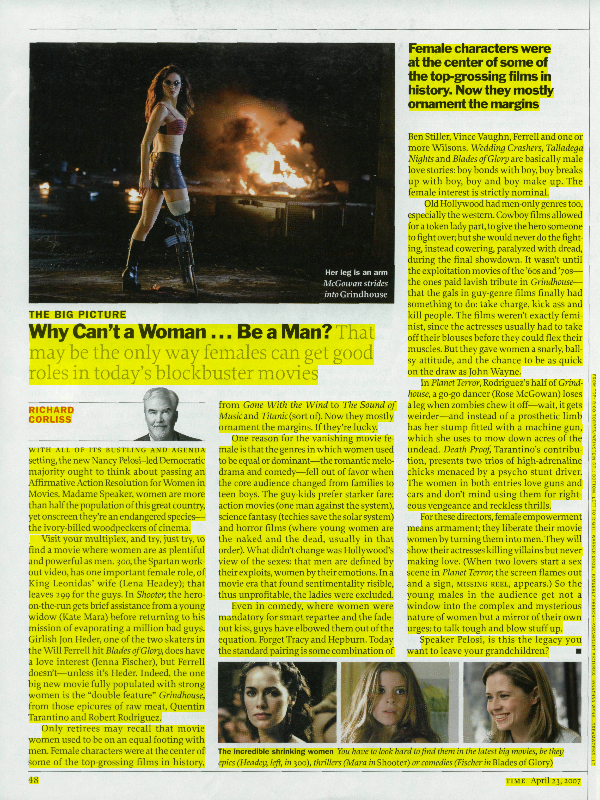 Female characters were
at the center of some of
the top-grossing films in
history. Now they mostly
ornament the margins
Her leg is an arm
McGowan strides
into Grindhouse
THE BIG PICTURE
Why Can't a Woman ... Be a Man? That
may be the only way females can get good
roles in today's blockbuster movies
RICHARD
CORLISS
WITH ALL OF ITS BUSTLING AND AGENDA
setting, the new Nancy Pelosi–led Democratic
majority ought to think about passing an
Affirmative Action Resolution for Women in
Movies. Madame Speaker, women are more
than half the population of this great country,
yet onscreen they're an endangered species—
the ivory-billed woodpeckers of cinema.
Visit your multiplex, and try, just try, to
find a movie where women are as plentiful
and powerful as men. 300, the Spartan work-
out video, has one important female role, of
King Leonidas' wife (Lena Headey); that
leaves 299 for the guys. In Shooter, the hero-
on-the-run gets brief assistance from a young
widow (Kate Mara) before returning to his
mission of evaporating a million bad guys.
Girlish Jon Heder, one of the two skaters in
the Will Ferrell hit Blades of Glory, does have
a love interest (Jenna Fischer), but Ferrell
doesn't—unless it's Heder. Indeed, the one
big new movie fully populated with strong
women is the "double feature" Grindhouse,
from those epicures of raw meat, Quentin
Tarantino and Robert Rodriguez.
Only retirees may recall that movie
women used to be on an equal footing with
men. Female characters were at the center of
some of the top-grossing films in history,
from Gone With the Wind to The Sound of
Music and Titanic (sort of). Now they mostly
ornament the margins. If they're lucky.
One reason for the vanishing movie fe-
male is that the genres in which women used
to be equal or dominant—the romantic melo-
drama and comedy—fell out of favor when
the core audience changed from families to
teen boys. The guy-kids prefer starker fare:
action movies (one man against the system),
science fantasy (techies save the solar system)
and horror films (where young women are
the naked and the dead, usually in that
order). What didn't change was Hollywood's
view of the sexes: that men are defined by
their exploits, women by their emotions. In a
movie era that found sentimentality risible,
thus unprofitable, the ladies were excluded.
Even in comedy, where women were
mandatory for smart repartee and the fade-
out kiss, guys have elbowed them out of the
equation. Forget Tracy and Hepburn. Today
the standard pairing is some combination of
Ben Stiller, Vince Vaughn, Ferrell and one or
more Wilsons. Wedding Crashers, Talladega
Nights and Blades of Glory are basically male
love stories: boy bonds with boy, boy breaks
up with boy, boy and boy make up. The
female interest is strictly nominal.
Old Hollywood had men-only genres too,
especially the western. Cowboy films allowed
for a token lady part, to give the hero someone
to fight over; but she would never do the fight-
ing, instead cowering, paralyzed with dread,
during the final showdown. It wasn't until
the exploitation movies of the '60s and '70s—
the ones paid lavish tribute in Grindhouse—
that the gals in guy-genre films finally had
something to do: take charge, kick ass and
kill people. The films weren't exactly femi-
nist, since the actresses usually had to take
off their blouses before they could flex their
muscles. But they gave women a snarly, ball-
sy attitude, and the chance to be as quick
on the draw as John Wayne.
In Planet Terror, Rodriguez's half of Grind-
house, a go-go dancer (Rose McGowan) loses
a leg when zombies chew it off—wait, it gets
weirder—and instead of a prosthetic limb
has her stump fitted with a machine gun,
which she uses to mow down acres of the
undead. Death Proof, Tarantino's contribu-
tion, presents two trios of high-adrenaline
chicks menaced by a psycho stunt driver.
The women in both entries love guns and
cars and don't mind using them for right-
eous vengeance and reckless thrills.
For these directors, female empowerment
means armament; they liberate their movie
women by turning them into men. They will
show their actresses killing villains but never
making love. (When two lovers start a sex
scene in Planet Terror, the screen flames out
and a sign, MISSING REEL, appears.) So the
young males in the audience get not a
window into the complex and mysterious
nature of women but a mirror of their own
urges: to talk tough and blow stuff up.
Speaker Pelosi, is this the legacy you
want to leave your grandchildren?
The incredible shrinking women You have to look hard to find them in the latest big movies, be they
epics (Headey, left, in 300), thrillers (Mara in Shooter) or comedies (Fischer in Blades of Glory)
48
TIME April 23, 2007